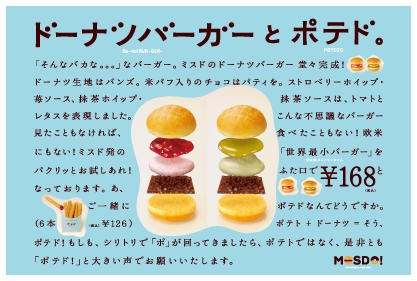 ドーナツバーガーとポテド。
Do-nut BUR-GER-
POTEDO
「そんなバカな。。。」なバーガー。ミスドのドーナツバーガー 堂々完成!
ドーナツ生地はバンズ。米パフ入りのチョコはパティを。ストロベリーホイップ・
苺ソース、抹茶ホイップ・抹茶ソースは、トマトと
レタスを表現しました。こんな不思議なバーガー
見たこともなければ、食べたこともない!欧米
にもない!ミスド発の「世界最小バーガー」を
パクリッとお試しあれ!ふた口で¥168(税込)と
なっております。あ、
ご一緒にポテドなんてどうですか。
(6本 (税込)¥126)ポテト+ドーナツ=そう、
ポテド!もしも、シリトリで「ポ」が回ってきましたら、ポテトではなく、是非とも
「ポテド!」と大きい声でお願いいたします。
MOSDO!